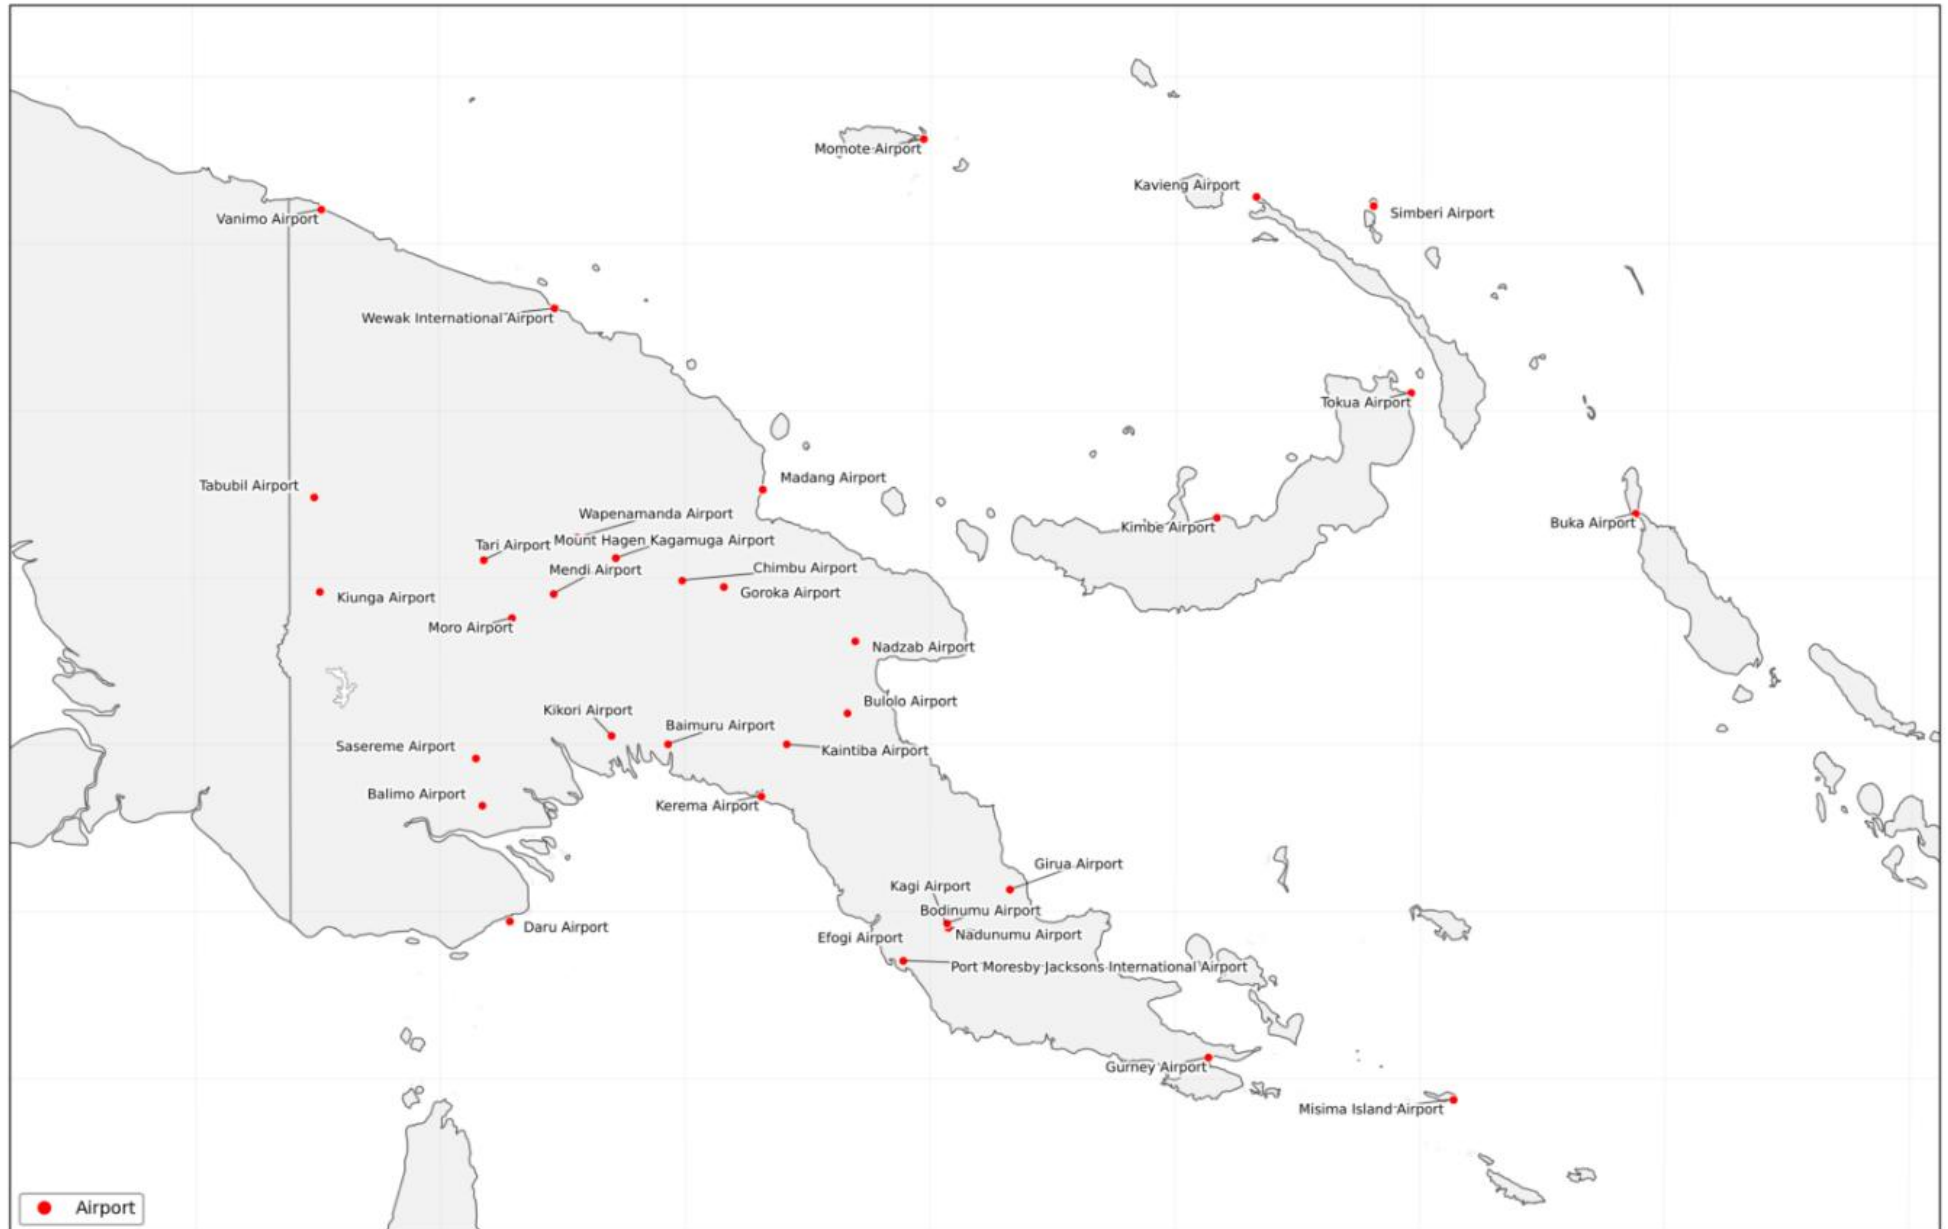 Momote Airport
Kavieng Airport
Simberi Airport
Vanimo Airport
Wewak International Airport
Tokua Airport
Madang Airport
Tabubil Airport
Wapenamanda Airport
Kimbe Airport
Buka Airport
Tari Airport
Mount Hagen Kagamuga Airport
Mendi Airport
Chimbu Airport
Goroka Airport
Kiunga Airport
Moro Airport
Nadzab Airport
Bulolo Airport
Kikori Airport
Baimuru Airport
Sasereme Airport
Kaintiba Airport
Balimo Airport
Kerema Airport
Girua Airport
Kagi Airport
Bodinumu Airport
Daru Airport
Efogi Airport
Nadunumu Airport
Port Moresby Jacksons International Airport
Gurney Airport
Misima Island Airport
Airport